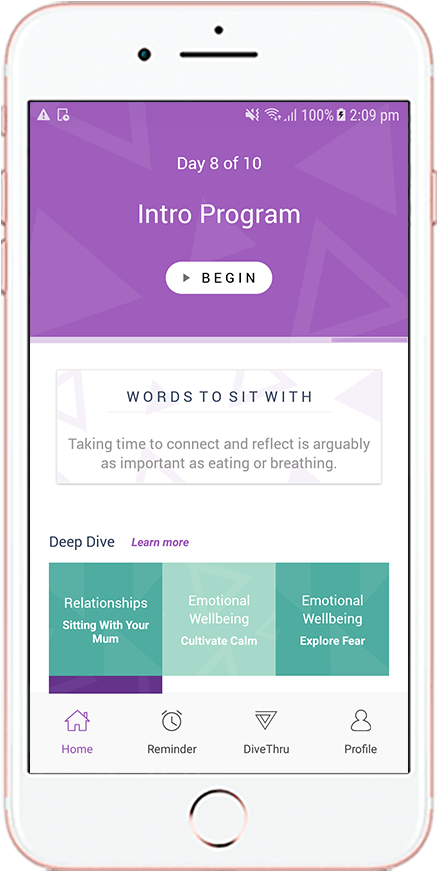 100% 2:09 pm
Day 8 of 10
Intro Program
BEGIN
WORDS TO SIT WITH
Taking time to connect and reflect is arguably
as important as eating or breathing.
Deep Dive Learn more
Relationships
Sitting With Your
Mum
Emotional
Wellbeing
Cultivate Calm
Emotional
Wellbeing
Explore Fear
Home Reminder DiveThru Profile